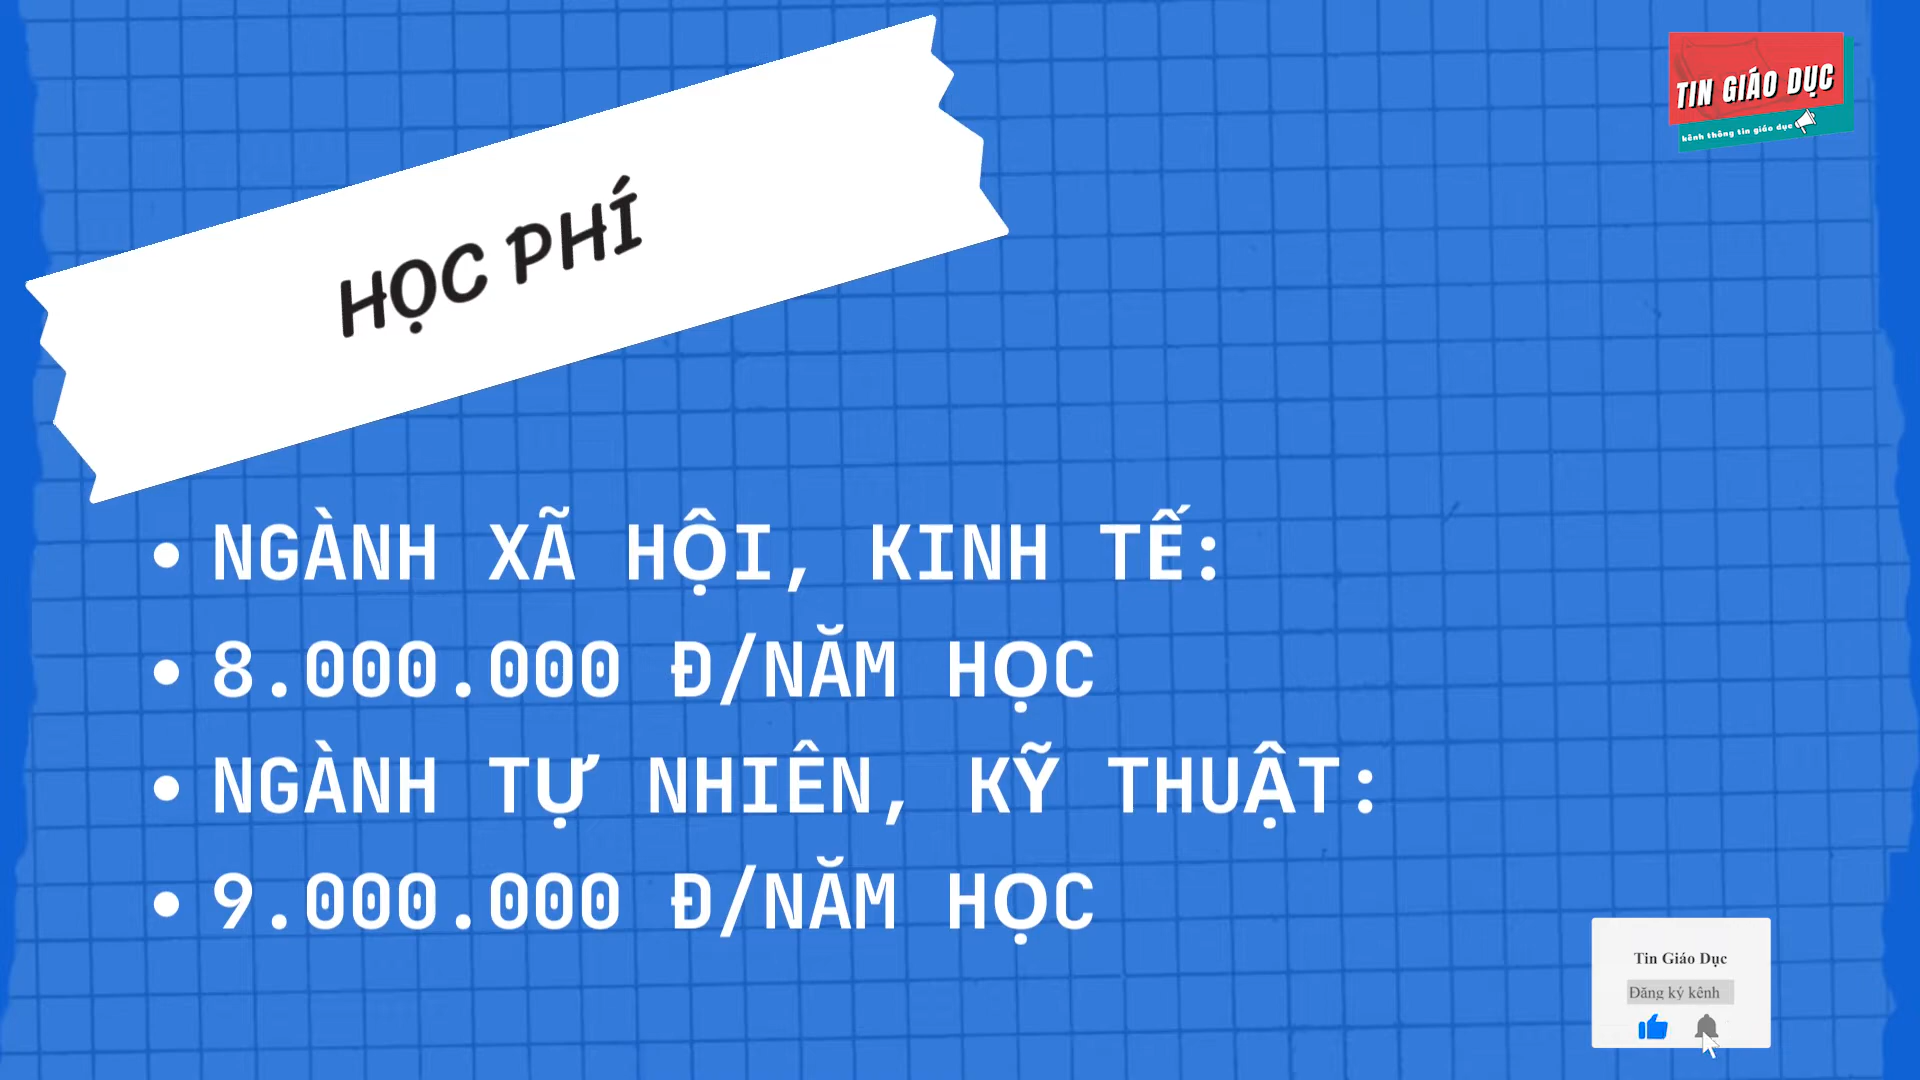 TIN GIÁO DỤC
kênh thông tin giáo dục
HỌC PHÍ
• NGÀNH XÃ HỘI, KINH TẾ:
• 8.000.000 Đ/NĂM HỌC
• NGÀNH TỰ NHIÊN, KỸ THUẬT:
• 9.000.000 Đ/NĂM HỌC
Tin Giáo Dục
Đăng ký kênh